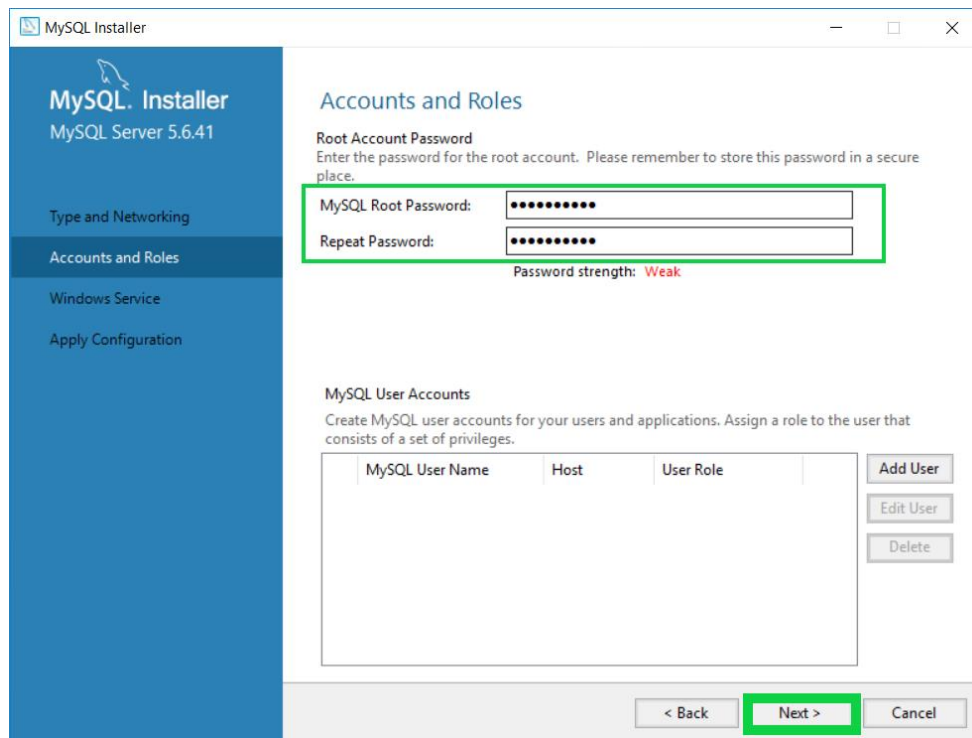 MySQL Installer
MySQL. Installer
MySQL Server 5.6.41
Type and Networking
Accounts and Roles
Windows Service
Apply Configuration
Accounts and Roles
Root Account Password
Enter the password for the root account. Please remember to store this password in a secure
place.
MySQL Root Password: ●●●●●●●●●●
Repeat Password: ●●●●●●●●●●
Password strength: Weak
MySQL User Accounts
Create MySQL user accounts for your users and applications. Assign a role to the user that
consists of a set of privileges.
MySQL User Name Host User Role
Add User
Edit User
Delete
< Back Next > Cancel